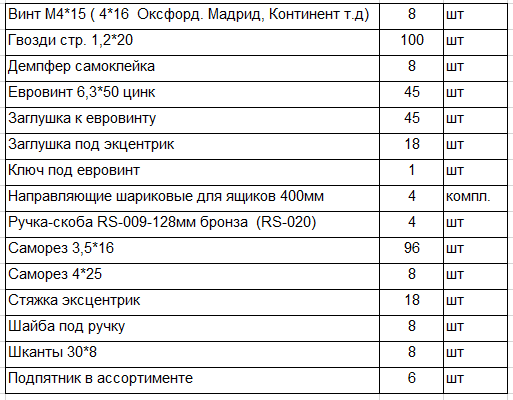 Винт М4*15 ( 4*16  Оксфорд. Мадрид, Континент т.д) 8 шт
Гвозди стр. 1,2*20 100 шт
Демпфер самоклейка 8 шт
Евровинт 6,3*50 цинк 45 шт
Заглушка к евровинту 45 шт
Заглушка под экцентрик 18 шт
Ключ под евровинт 1 шт
Направляющие шариковые для ящиков 400мм 4 компл.
Ручка-скоба RS-009-128мм бронза  (RS-020) 4 шт
Саморез 3,5*16 96 шт
Саморез 4*25 8 шт
Стяжка эксцентрик 18 шт
Шайба под ручку 8 шт
Шканты 30*8 8 шт
Подпятник в ассортименте 6 шт